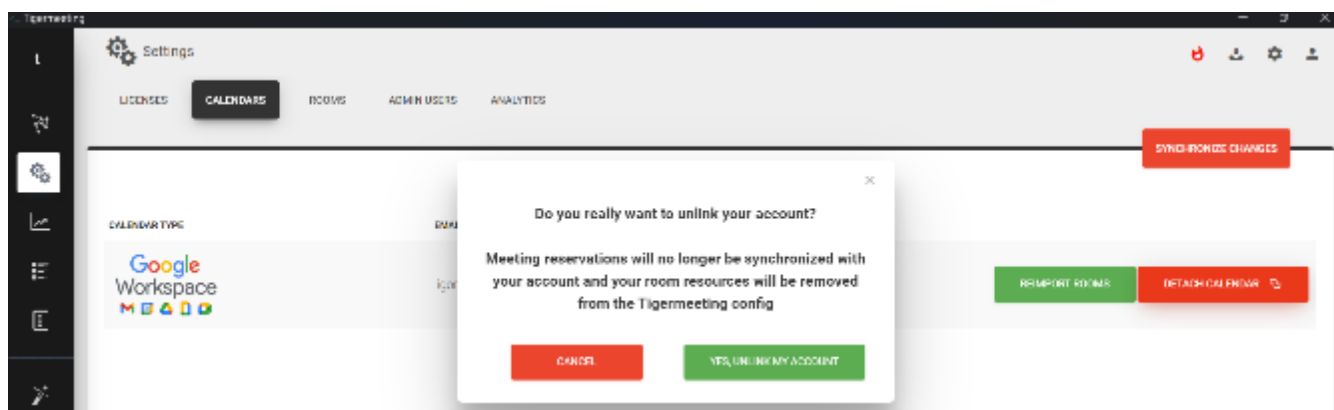 Tigermeeting
Settings
LICENSES CALENDARS ROOMS ADMIN USERS ANALYTICS
SYNCHRONIZE CHANGES
Do you really want to unlink your account?
CALENDAR TYPE EMAI
Meeting reservations will no longer be synchronized with
your account and your room resources will be removed
from the Tigermeeting config
Google
Workspace
igor
REIMPORT ROOMS DETACH CALENDAR
CANCEL YES, UNLINK MY ACCOUNT